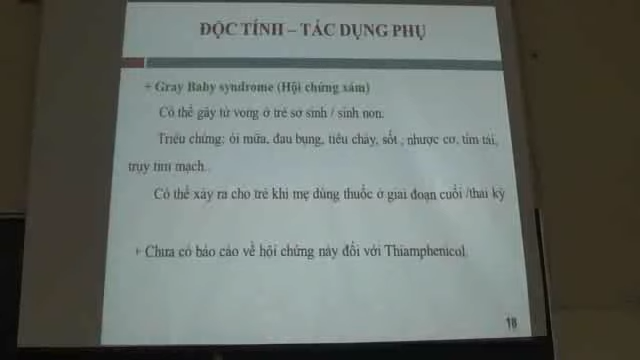 ĐỘC TÍNH – TÁC DỤNG PHỤ
+ Gray Baby syndrome (Hội chứng xám)
Có thể gây tử vong ở trẻ sơ sinh / sinh non.
Triệu chứng: ói mữa, đau bụng, tiêu chảy, sốt , nhược cơ, tím tái,
trụy tim mạch.
Có thể xảy ra cho trẻ khi mẹ dùng thuốc ở giai đoạn cuối /thai kỳ
+ Chưa có báo cáo về hội chứng này đối với Thiamphenicol.
18